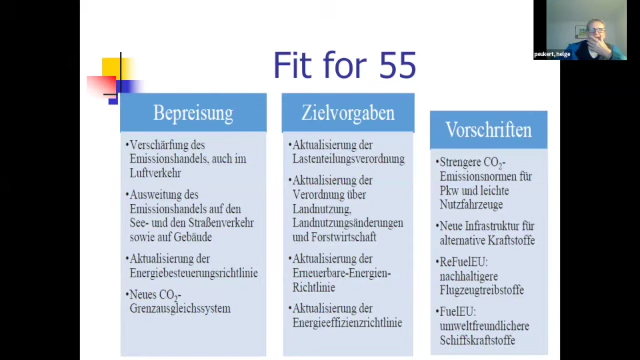 Fit for 55
Bepreisung
•Verschärfung des
Emissionshandels, auch im
Luftverkehr
•Ausweitung des
Emissionshandels auf den
See- und den Straßenverkehr
sowie auf Gebäude
•Aktualisierung der
Energiebesteuerungsrichtlinie
•Neues CO₂-
Grenzausgleichssystem
Zielvorgaben
•Aktualisierung der
Lastenteilungsverordnung
•Aktualisierung der
Verordnung über
Landnutzung,
Landnutzungsänderungen
und Forstwirtschaft
•Aktualisierung der
Erneuerbare-Energien-
Richtlinie
•Aktualisierung der
Energieeffizienzrichtlinie
Vorschriften
•Strengere CO₂-
Emissionsnormen für
Pkw und leichte
Nutzfahrzeuge
•Neue Infrastruktur für
alternative Kraftstoffe
•ReFuelEU:
nachhaltigere
Flugzeugtreibstoffe
•FuelEU:
umweltfreundlichere
Schiffskraftstoffe
peukert, helge